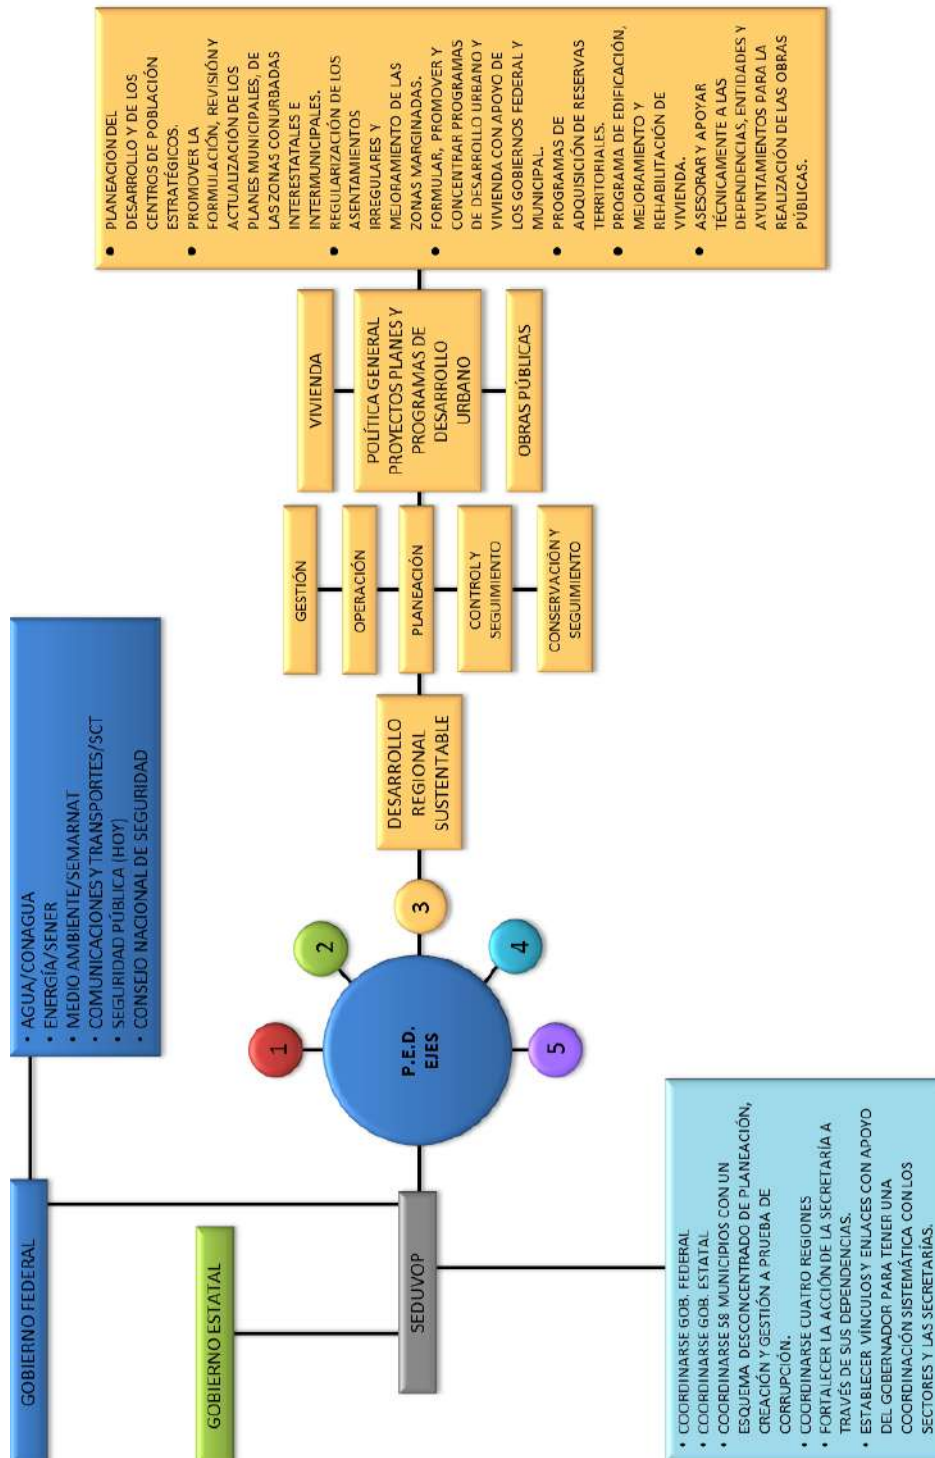 GOBIERNO FEDERAL
• AGUA/CONAGUA
• ENERGÍA/SENER
• MEDIO AMBIENTE/SEMARNAT
• COMUNICACIONES Y TRANSPORTES/SCT
SEGURIDAD PÚBLICA (HOY)
• CONSEJO NACIONAL DE SEGURIDAD
GOBIERNO ESTATAL
SEDUVOP
• COORDINARSE GOB. FEDERAL
• COORDINARSE GOB. ESTATAL
• COORDINARSE 58 MUNICIPIOS CON UN
ESQUEMA DESCONCENTRADO DE PLANEACIÓN,
CREACIÓN Y GESTIÓN A PRUEBA DE
CORRUPCIÓN.
• COORDINARSE CUATRO REGIONES
• FORTALECER LA ACCIÓN DE LA SECRETARÍA A
TRAVÉS DE SUS DEPENDENCIAS.
• ESTABLECER VÍNCULOS Y ENLACES CON APOYO
DEL GOBERNADOR PARA TENER UNA
COORDINACIÓN SISTEMÁTICA CON LOS
SECTORES Y LAS SECRETARÍAS.
P.E.D.
EJES
1
2
3
4
5
DESARROLLO
REGIONAL
SUSTENTABLE
GESTIÓN
OPERACIÓN
PLANEACIÓN
CONTROL Y
SEGUIMIENTO
CONSERVACIÓN Y
SEGUIMIENTO
VIVIENDA
POLÍTICA GENERAL
PROYECTOS PLANES Y
PROGRAMAS DE
DESARROLLO
URBANO
OBRAS PÚBLICAS
• PLANEACIÓN DEL
DESARROLLO Y DE LOS
CENTROS DE POBLACIÓN
ESTRATÉGICOS.
• PROMOVER LA
FORMULACIÓN, REVISIÓN Y
ACTUALIZACIÓN DE LOS
PLANES MUNICIPALES, DE
LAS ZONAS CONURBADAS
INTERESTATALES E
INTERMUNICIPALES.
• REGULARIZACIÓN DE LOS
ASENTAMIENTOS
IRREGULARES Y
MEJORAMIENTO DE LAS
ZONAS MARGINADAS.
• FORMULAR, PROMOVER Y
CONCENTRAR PROGRAMAS
DE DESARROLLO URBANO Y
VIVIENDA CON APOYO DE
LOS GOBIERNOS FEDERAL Y
MUNICIPAL.
• PROGRAMAS DE
ADQUISICIÓN DE RESERVAS
TERRITORIALES.
• PROGRAMA DE EDIFICACIÓN,
MEJORAMIENTO Y
REHABILITACIÓN DE
VIVIENDA.
• ASESORAR Y APOYAR
TÉCNICAMENTE A LAS
DEPENDENCIAS, ENTIDADES Y
AYUNTAMIENTOS PARA LA
REALIZACIÓN DE LAS OBRAS
PÚBLICAS.